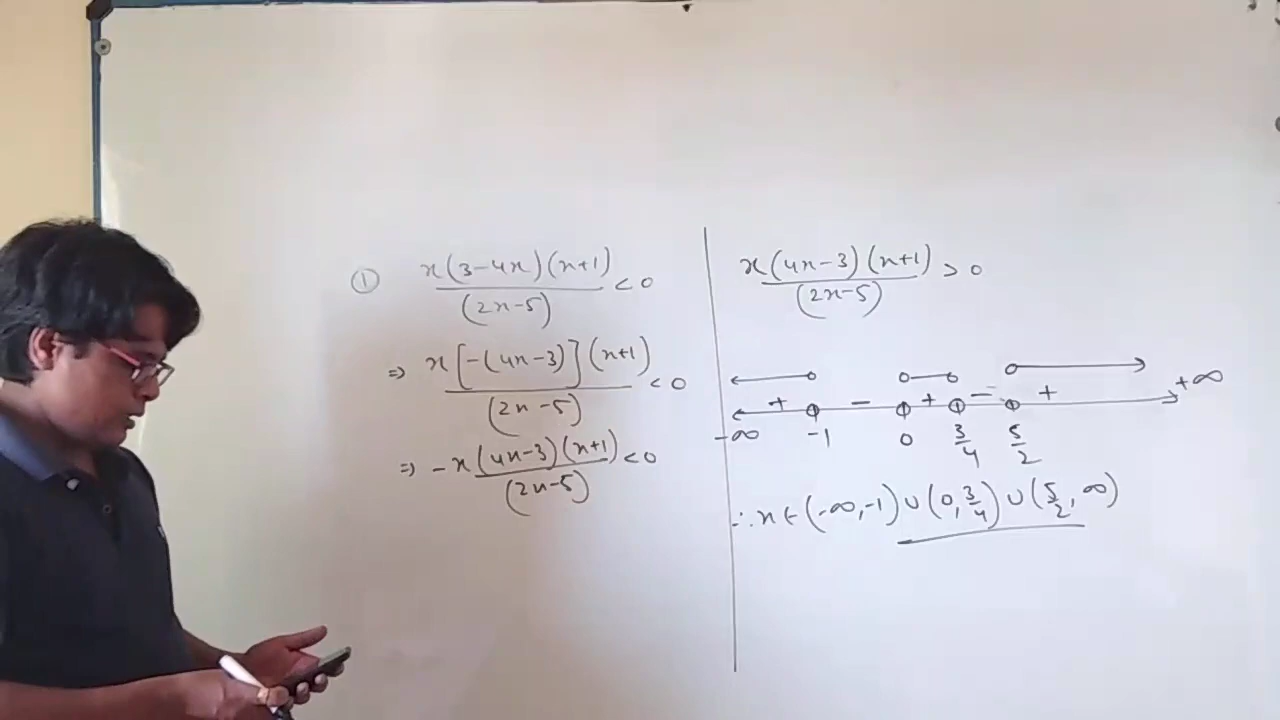 ① x(3-4x)(x+1)/(2x-5) < 0
⇒ x[-(4x-3)](x+1)/(2x-5) < 0
⇒ -x(4x-3)(x+1)/(2x-5) < 0
x(4x-3)(x+1)/(2x-5) > 0
+ - + - +
-∞ -1 0 3/4 5/2 +∞
∴ x ∈ (-∞,-1) ∪ (0,3/4) ∪ (5/2,∞)